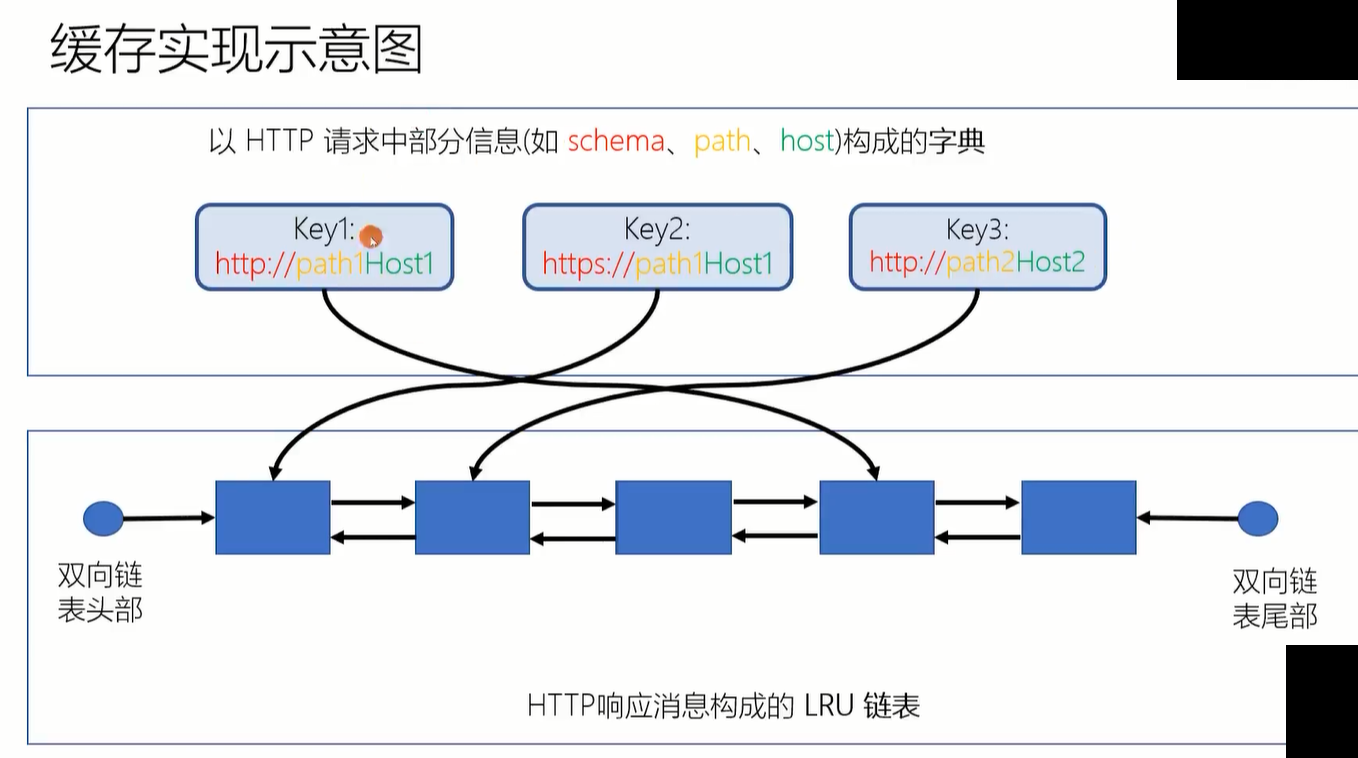 缓存实现示意图
以 HTTP 请求中部分信息(如 schema、path、host)构成的字典
Key1:
http://path1Host1
Key2:
https://path1Host1
Key3:
http://path2Host2
双向链
表头部
双向链
表尾部
HTTP响应消息构成的 LRU 链表